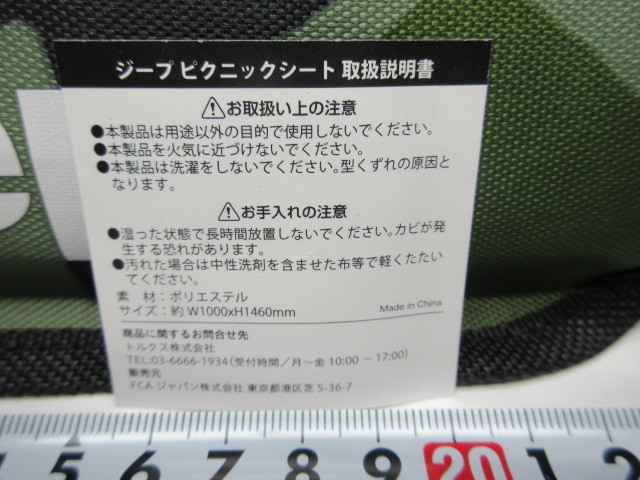 ジープ ピクニックシート 取扱説明書
お取扱い上の注意
●本製品は用途以外の目的で使用しないでください。
●本製品を火気に近づけないでください。
●本製品は洗濯をしないでください。型くずれの原因と
なります。
お手入れの注意
●湿った状態で長時間放置しないでください。カビが発
生する恐れがあります。
●汚れた場合は中性洗剤を含ませた布等で軽くたたい
てください。
素　材：ポリエステル
サイズ：約 W1000xH1460mm
Made in China
商品に関するお問合せ先
トルクス株式会社
TEL:03-6666-1934（受付時間／月〜金 10:00 〜 17:00）
販売元
FCA ジャパン株式会社 東京都港区芝 5-36-7
5 6 7 8 9 20 1 2